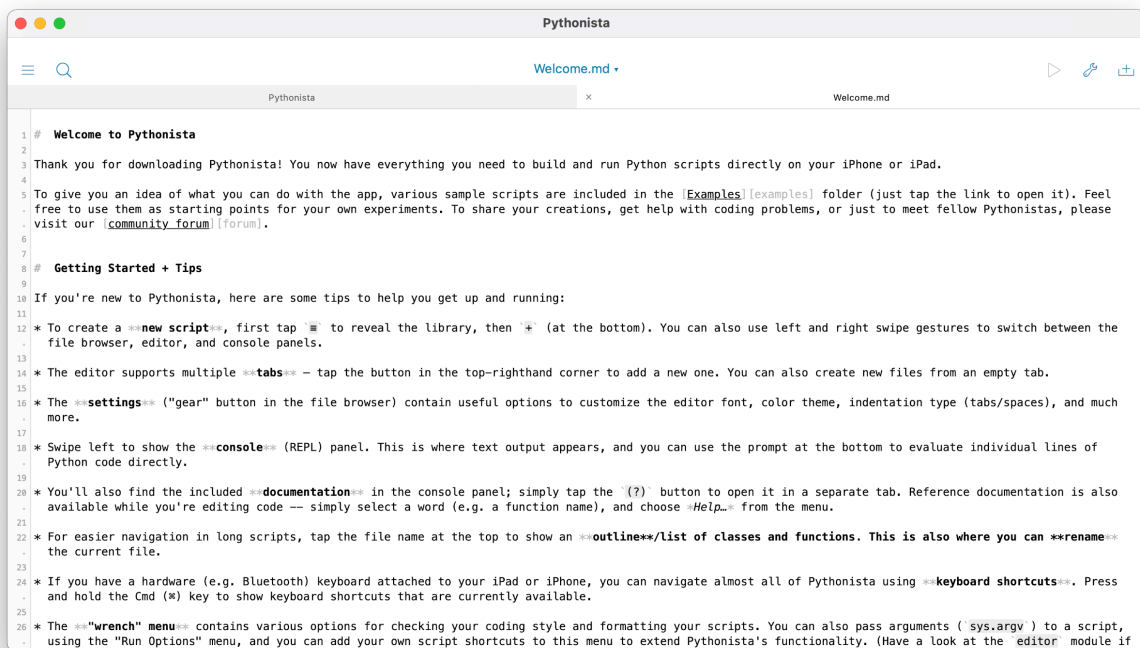 Pythonista
Welcome.md ▾
Pythonista
× Welcome.md
1 # Welcome to Pythonista
2
3 Thank you for downloading Pythonista! You now have everything you need to build and run Python scripts directly on your iPhone or iPad.
4
5 To give you an idea of what you can do with the app, various sample scripts are included in the [Examples][examples] folder (just tap the link to open it). Feel
· free to use them as starting points for your own experiments. To share your creations, get help with coding problems, or just to meet fellow Pythonistas, please
· visit our [community forum][forum].
6
7
8 # Getting Started + Tips
9
10 If you're new to Pythonista, here are some tips to help you get up and running:
11
12 * To create a **new script**, first tap `≡` to reveal the library, then `+` (at the bottom). You can also use left and right swipe gestures to switch between the
· file browser, editor, and console panels.
13
14 * The editor supports multiple **tabs** – tap the button in the top-righthand corner to add a new one. You can also create new files from an empty tab.
15
16 * The **settings** ("gear" button in the file browser) contain useful options to customize the editor font, color theme, indentation type (tabs/spaces), and much
· more.
17
18 * Swipe left to show the **console** (REPL) panel. This is where text output appears, and you can use the prompt at the bottom to evaluate individual lines of
· Python code directly.
19
20 * You'll also find the included **documentation** in the console panel; simply tap the `(?)` button to open it in a separate tab. Reference documentation is also
· available while you're editing code -- simply select a word (e.g. a function name), and choose *Help…* from the menu.
21
22 * For easier navigation in long scripts, tap the file name at the top to show an **outline**/list of classes and functions. This is also where you can **rename**
· the current file.
23
24 * If you have a hardware (e.g. Bluetooth) keyboard attached to your iPad or iPhone, you can navigate almost all of Pythonista using **keyboard shortcuts**. Press
· and hold the Cmd (⌘) key to show keyboard shortcuts that are currently available.
25
26 * The **"wrench" menu** contains various options for checking your coding style and formatting your scripts. You can also pass arguments (`sys.argv`) to a script,
· using the "Run Options" menu, and you can add your own script shortcuts to this menu to extend Pythonista's functionality. (Have a look at the `editor` module if